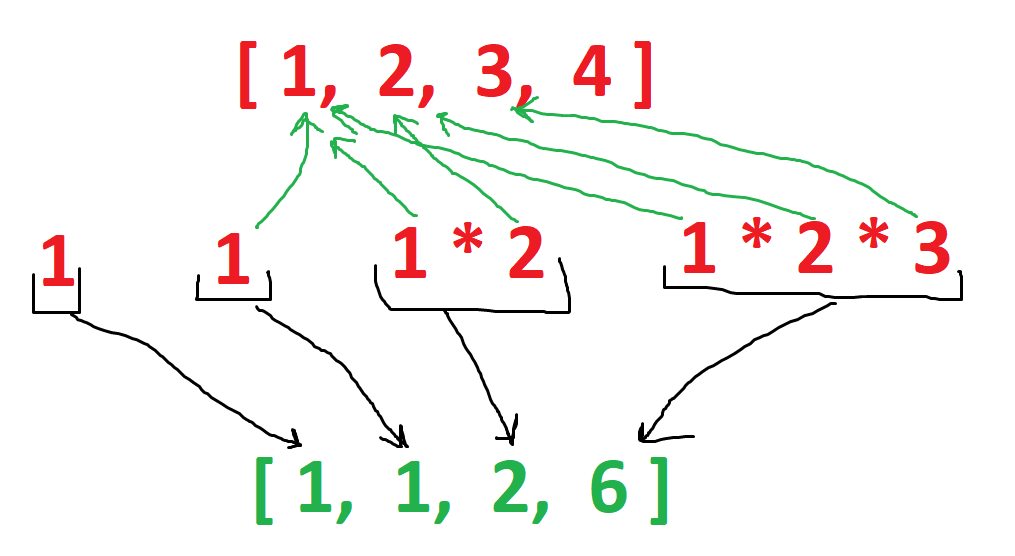 [ 1, 2, 3, 4 ]
1 1 1 * 2 1 * 2 * 3
[ 1, 1, 2, 6 ]